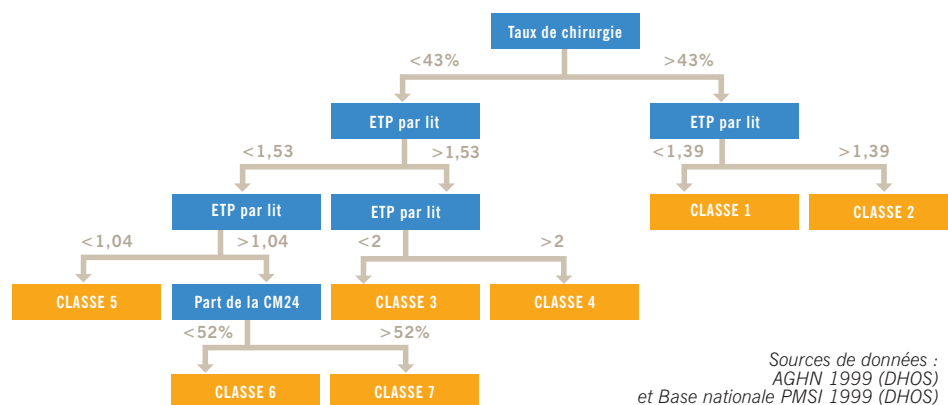 Taux de chirurgie
<43%
>43%
ETP par lit
ETP par lit
<1,53
>1,53
<1,39
>1,39
ETP par lit
ETP par lit
CLASSE 1
CLASSE 2
<1,04
>1,04
<2
>2
CLASSE 5
Part de la CM24
CLASSE 3
CLASSE 4
<52%
>52%
CLASSE 6
CLASSE 7
Sources de données :
AGHN 1999 (DHOS)
et Base nationale PMSI 1999 (DHOS)